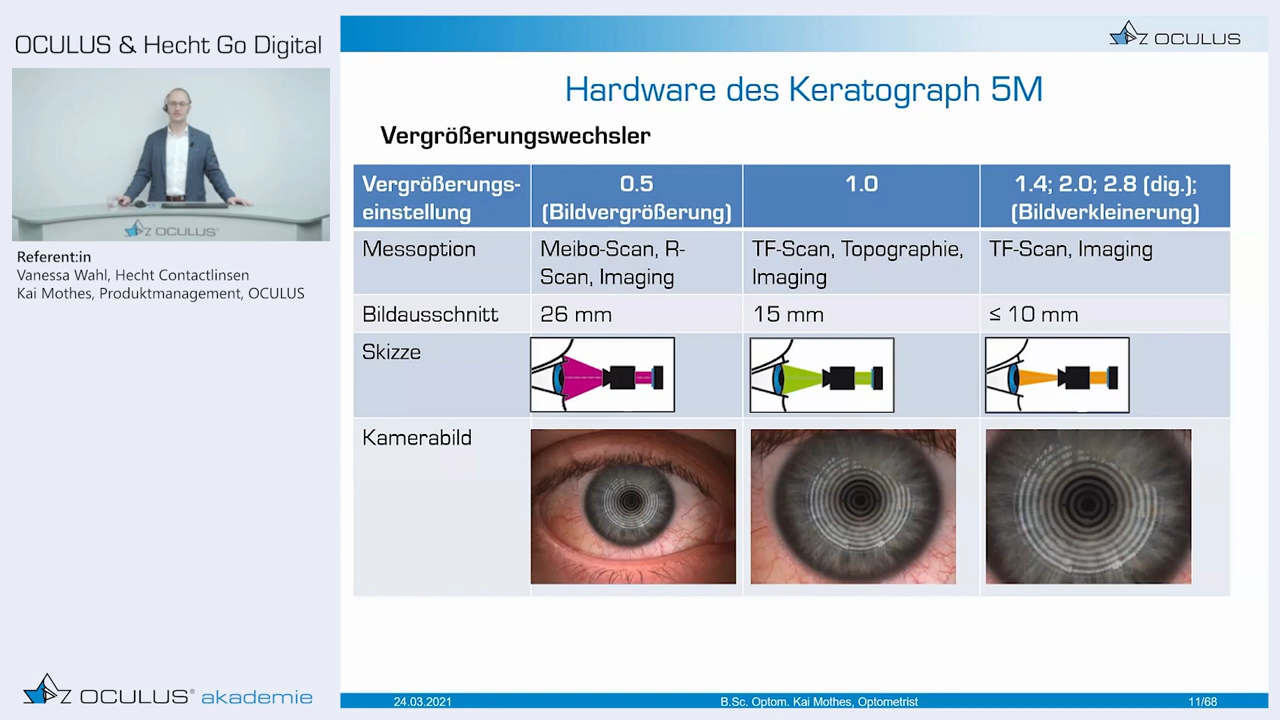 OCULUS & Hecht Go Digital
OCULUS
Referent:in
Vanessa Wahl, Hecht Contactlinsen
Kai Mothes, Produktmanagement, OCULUS
OCULUS® akademie
OCULUS
Hardware des Keratograph 5M
Vergrößerungswechsler
Vergrößerungs-
einstellung
0.5
(Bildvergrößerung)
1.0
1.4; 2.0; 2.8 (dig.);
(Bildverkleinerung)
Messoption
Meibo-Scan, R-
Scan, Imaging
TF-Scan, Topographie,
Imaging
TF-Scan, Imaging
Bildausschnitt
26 mm
15 mm
≤ 10 mm
Skizze
Kamerabild
24.03.2021
B.Sc. Optom. Kai Mothes, Optometrist
11/68